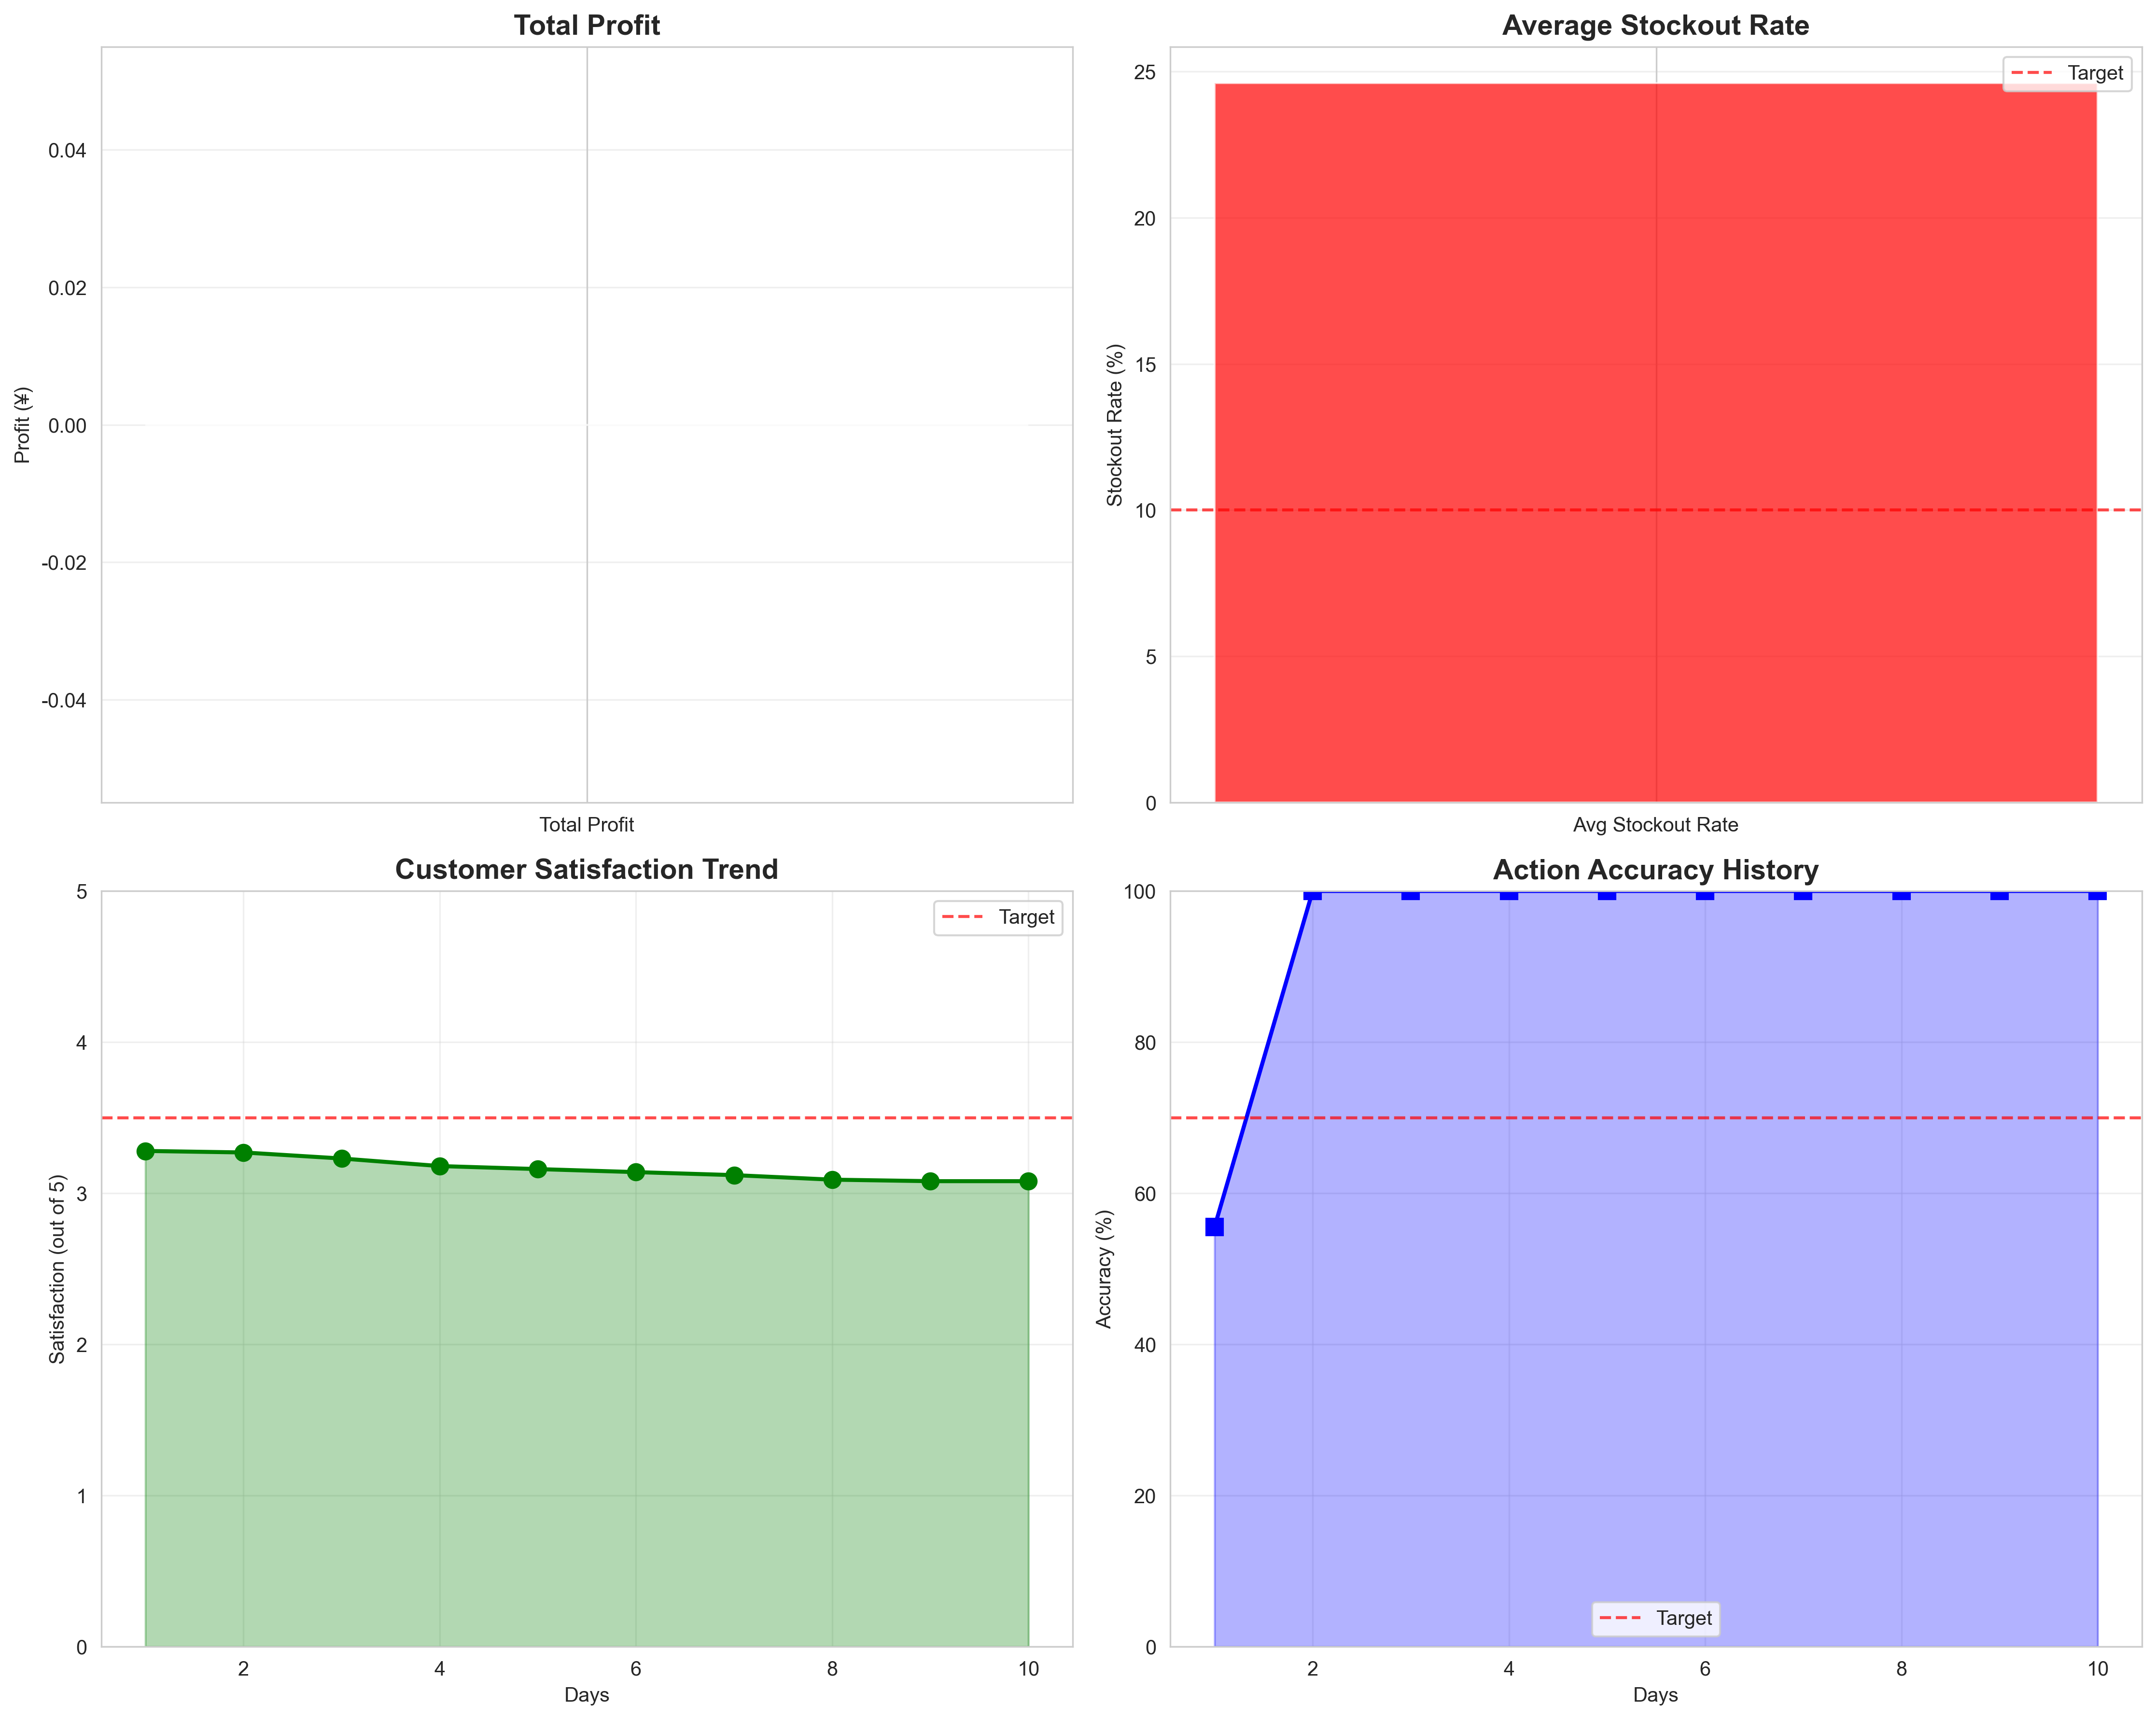 Total Profit
Profit (¥)
0.04
0.02
0.00
-0.02
-0.04
Total Profit
Average Stockout Rate
Target
Stockout Rate (%)
25
20
15
10
5
0
Avg Stockout Rate
Customer Satisfaction Trend
Target
Satisfaction (out of 5)
5
4
3
2
1
0
2 4 6 8 10
Days
Action Accuracy History
Accuracy (%)
100
80
60
40
20
0
Target
2 4 6 8 10
Days